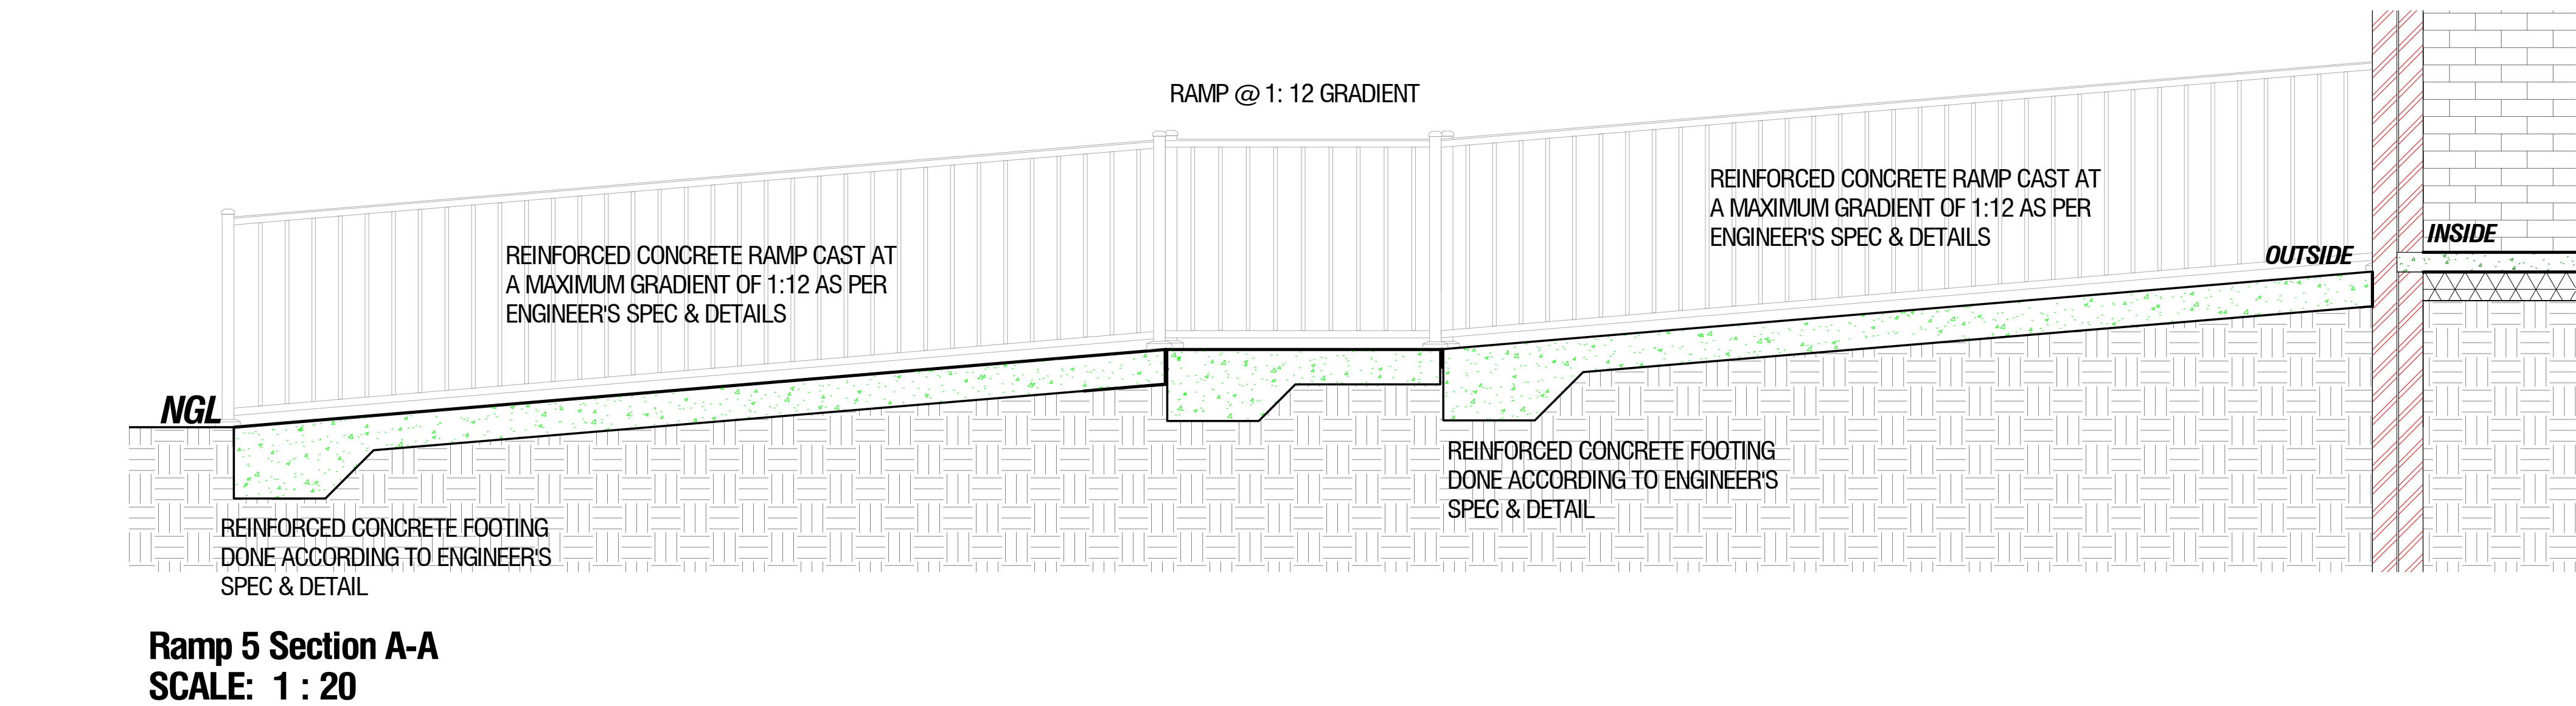 RAMP @ 1: 12 GRADIENT
REINFORCED CONCRETE RAMP CAST AT
A MAXIMUM GRADIENT OF 1:12 AS PER
ENGINEER'S SPEC & DETAILS
REINFORCED CONCRETE RAMP CAST AT
A MAXIMUM GRADIENT OF 1:12 AS PER
ENGINEER'S SPEC & DETAILS
OUTSIDE
INSIDE
NGL
REINFORCED CONCRETE FOOTING
DONE ACCORDING TO ENGINEER'S
SPEC & DETAIL
REINFORCED CONCRETE FOOTING
DONE ACCORDING TO ENGINEER'S
SPEC & DETAIL
Ramp 5 Section A-A
SCALE: 1 : 20